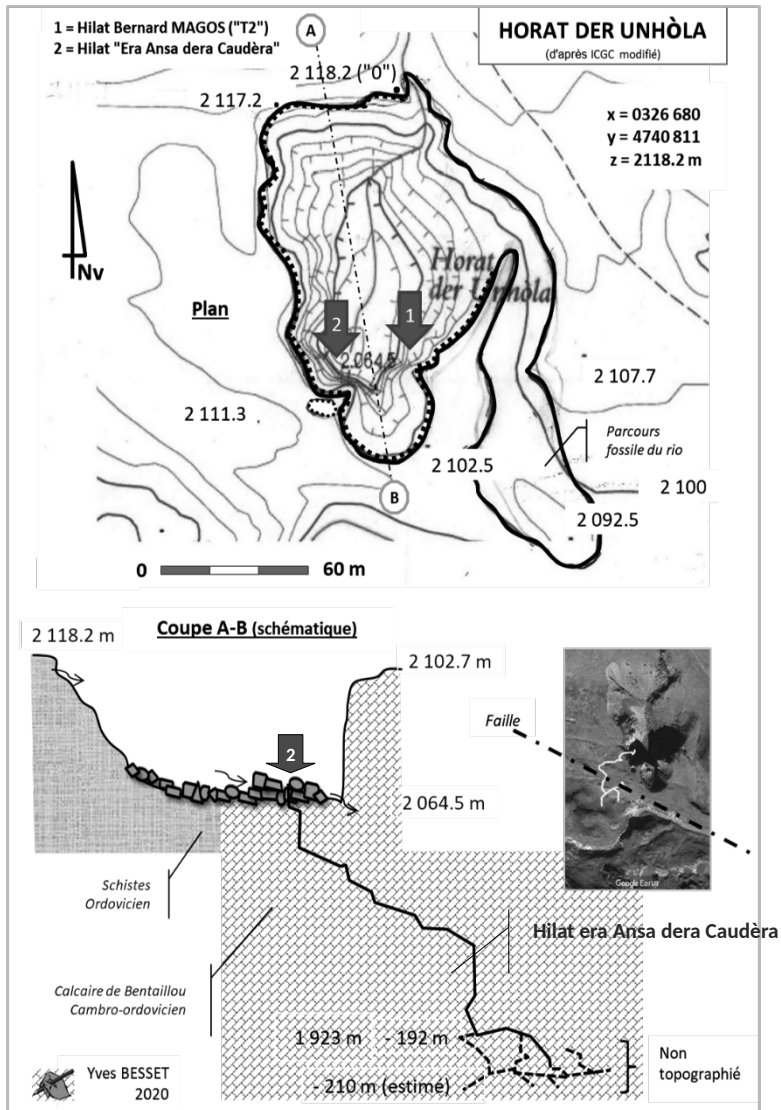 1 = Hilat Bernard MAGOS ("T2")
2 = Hilat "Era Ansa dera Caudèra"
HORAT DER UNHÒLA
(d'après ICGC modifié)
A
2 118.2 ("0")
2 117.2
x = 0326 680
y = 4740 811
z = 2118.2 m
Nv
Horat
der Unhòla
Plan
2
1
2.064.5
2 107.7
2 111.3
Parcours
fossile du rio
2 102.5
B
2 100
2 092.5
0
60 m
Coupe A-B (schématique)
2 118.2 m
2 102.7 m
Faille
2
2 064.5 m
Google Earth
Schistes
Ordovicien
Hilat era Ansa dera Caudèra
Calcaire de Bentaillou
Cambro-ordovicien
1 923 m
- 192 m
Non
topographié
- 210 m (estimé)
Yves BESSET
2020